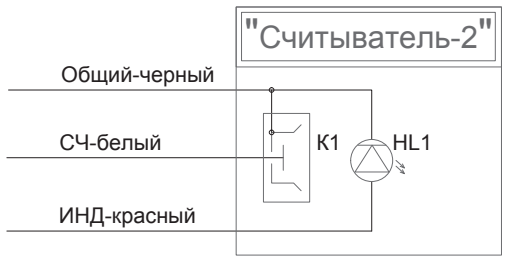 "Считыватель-2"
Общий-черный
СЧ-белый
К1
HL1
ИНД-красный